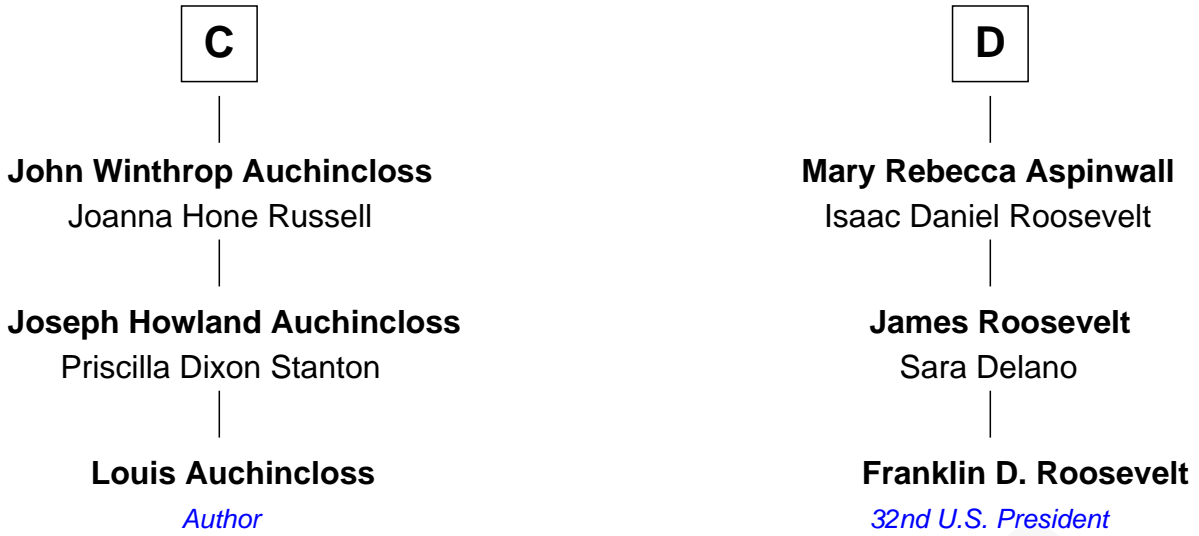 C
D
John Winthrop Auchincloss
Mary Rebecca Aspinwall
Joanna Hone Russell
Isaac Daniel Roosevelt
Joseph Howland Auchincloss
James Roosevelt
Priscilla Dixon Stanton
Sara Delano
Louis Auchincloss
Franklin D. Roosevelt
Author
32nd U.S. President